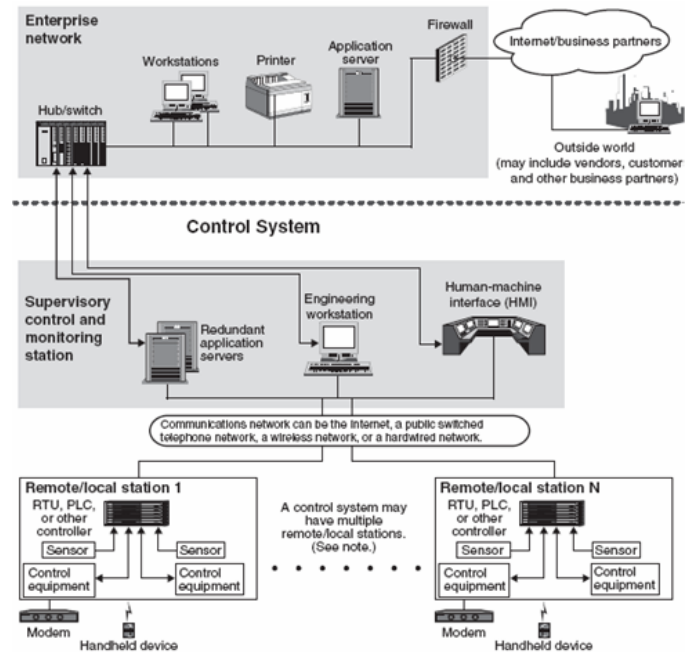 Enterprise
network
Workstations
Printer
Application
server
Firewall
Internet/business partners
Hub/switch
Outside world
(may include vendors, customer
and other business partners)
Control System
Supervisory
control and
monitoring
station
Redundant
application
servers
Engineering
workstation
Human-machine
interface (HMI)
Communications network can be the Internet, a public switched
telephone network, a wireless network, or a hardwired network.
Remote/local station 1
RTU, PLC,
or other
controller
Sensor
Sensor
Control
equipment
Control
equipment
Modem
Handheld device
A control system may
have multiple
remote/local stations.
(See note.)
Remote/local station N
RTU, PLC,
or other
controller
Sensor
Sensor
Control
equipment
Control
equipment
Modem
Handheld device